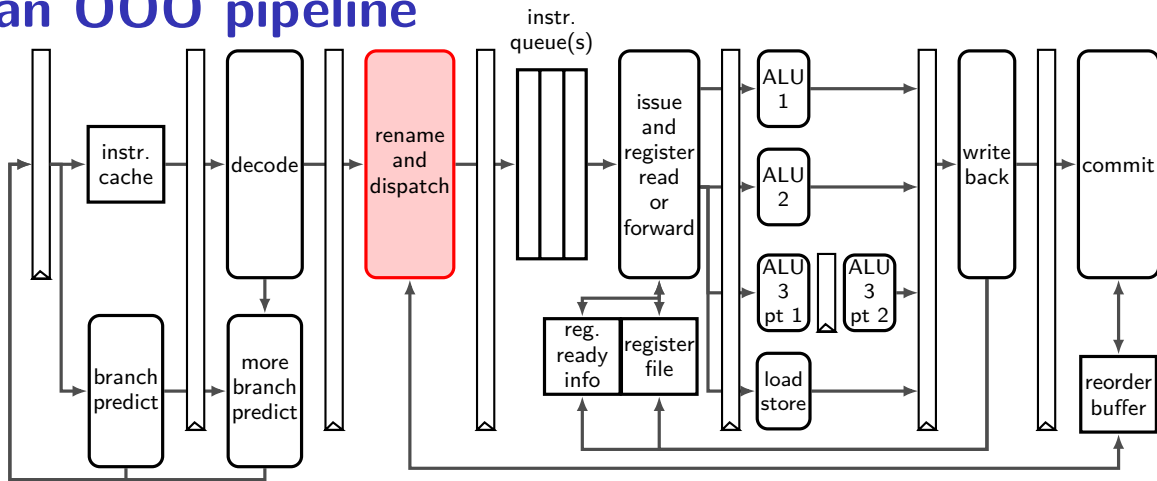 an OOO pipeline
instr.
queue(s)
instr.
cache
decode
rename
and
dispatch
issue
and
register
read
or
forward
ALU
1
ALU
2
ALU
3
pt 1
ALU
3
pt 2
load
store
write
back
commit
branch
predict
more
branch
predict
reg.
ready
info
register
file
reorder
buffer